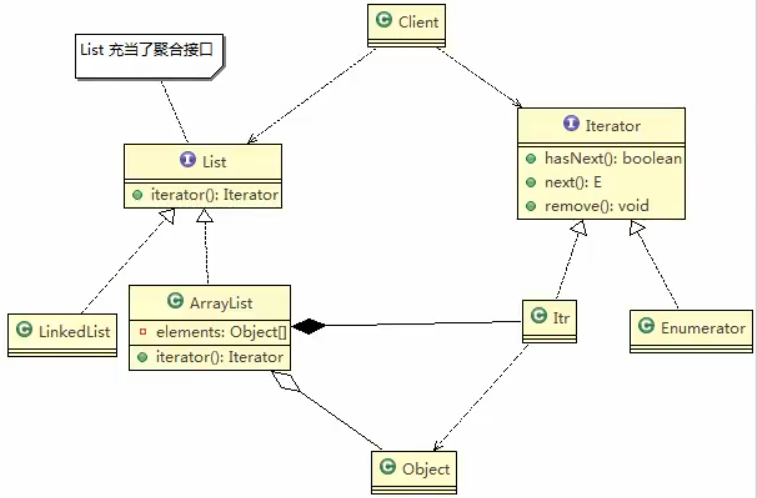 Client
List 充当了聚合接口
Iterator
hasNext(): boolean
next(): E
remove(): void
List
iterator(): Iterator
LinkedList
ArrayList
elements: Object[]
iterator(): Iterator
Itr
Enumerator
Object